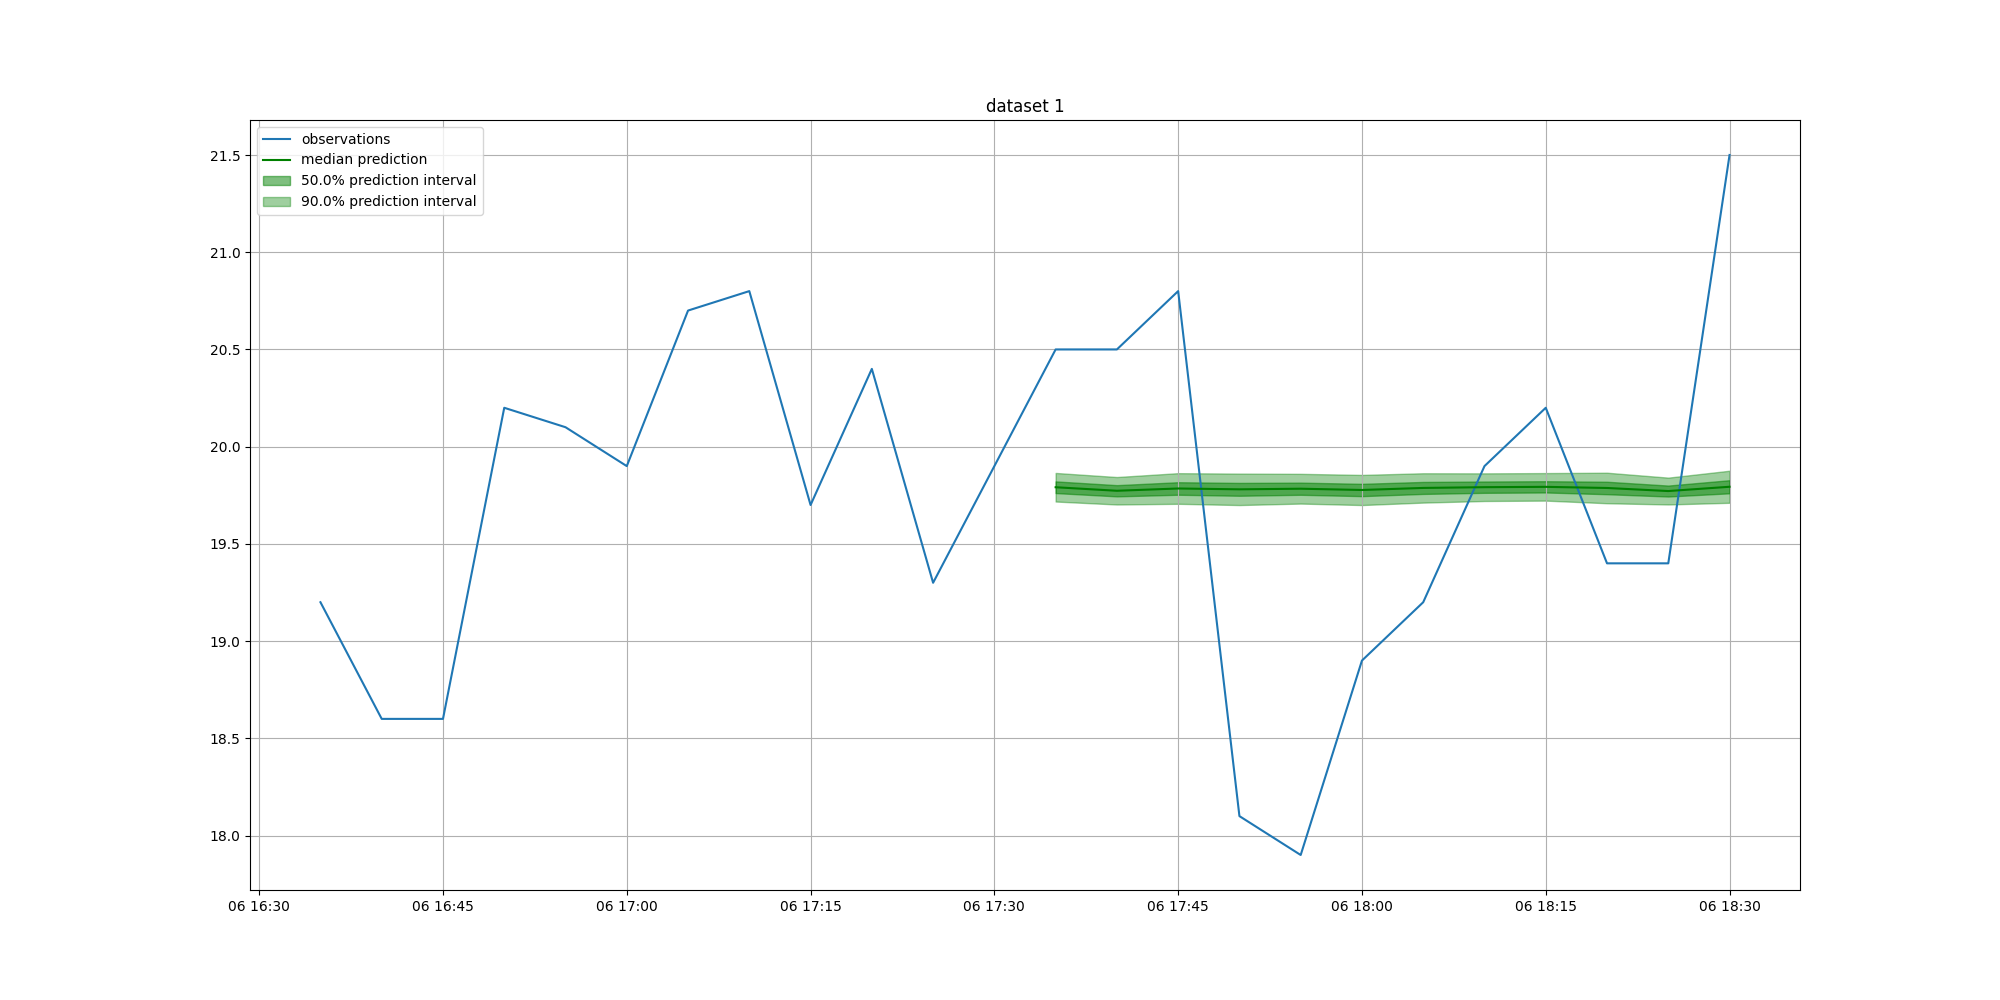 dataset 1
observations
median prediction
50.0% prediction interval
90.0% prediction interval
21.5
21.0
20.5
20.0
19.5
19.0
18.5
18.0
06 16:30 06 16:45 06 17:00 06 17:15 06 17:30 06 17:45 06 18:00 06 18:15 06 18:30